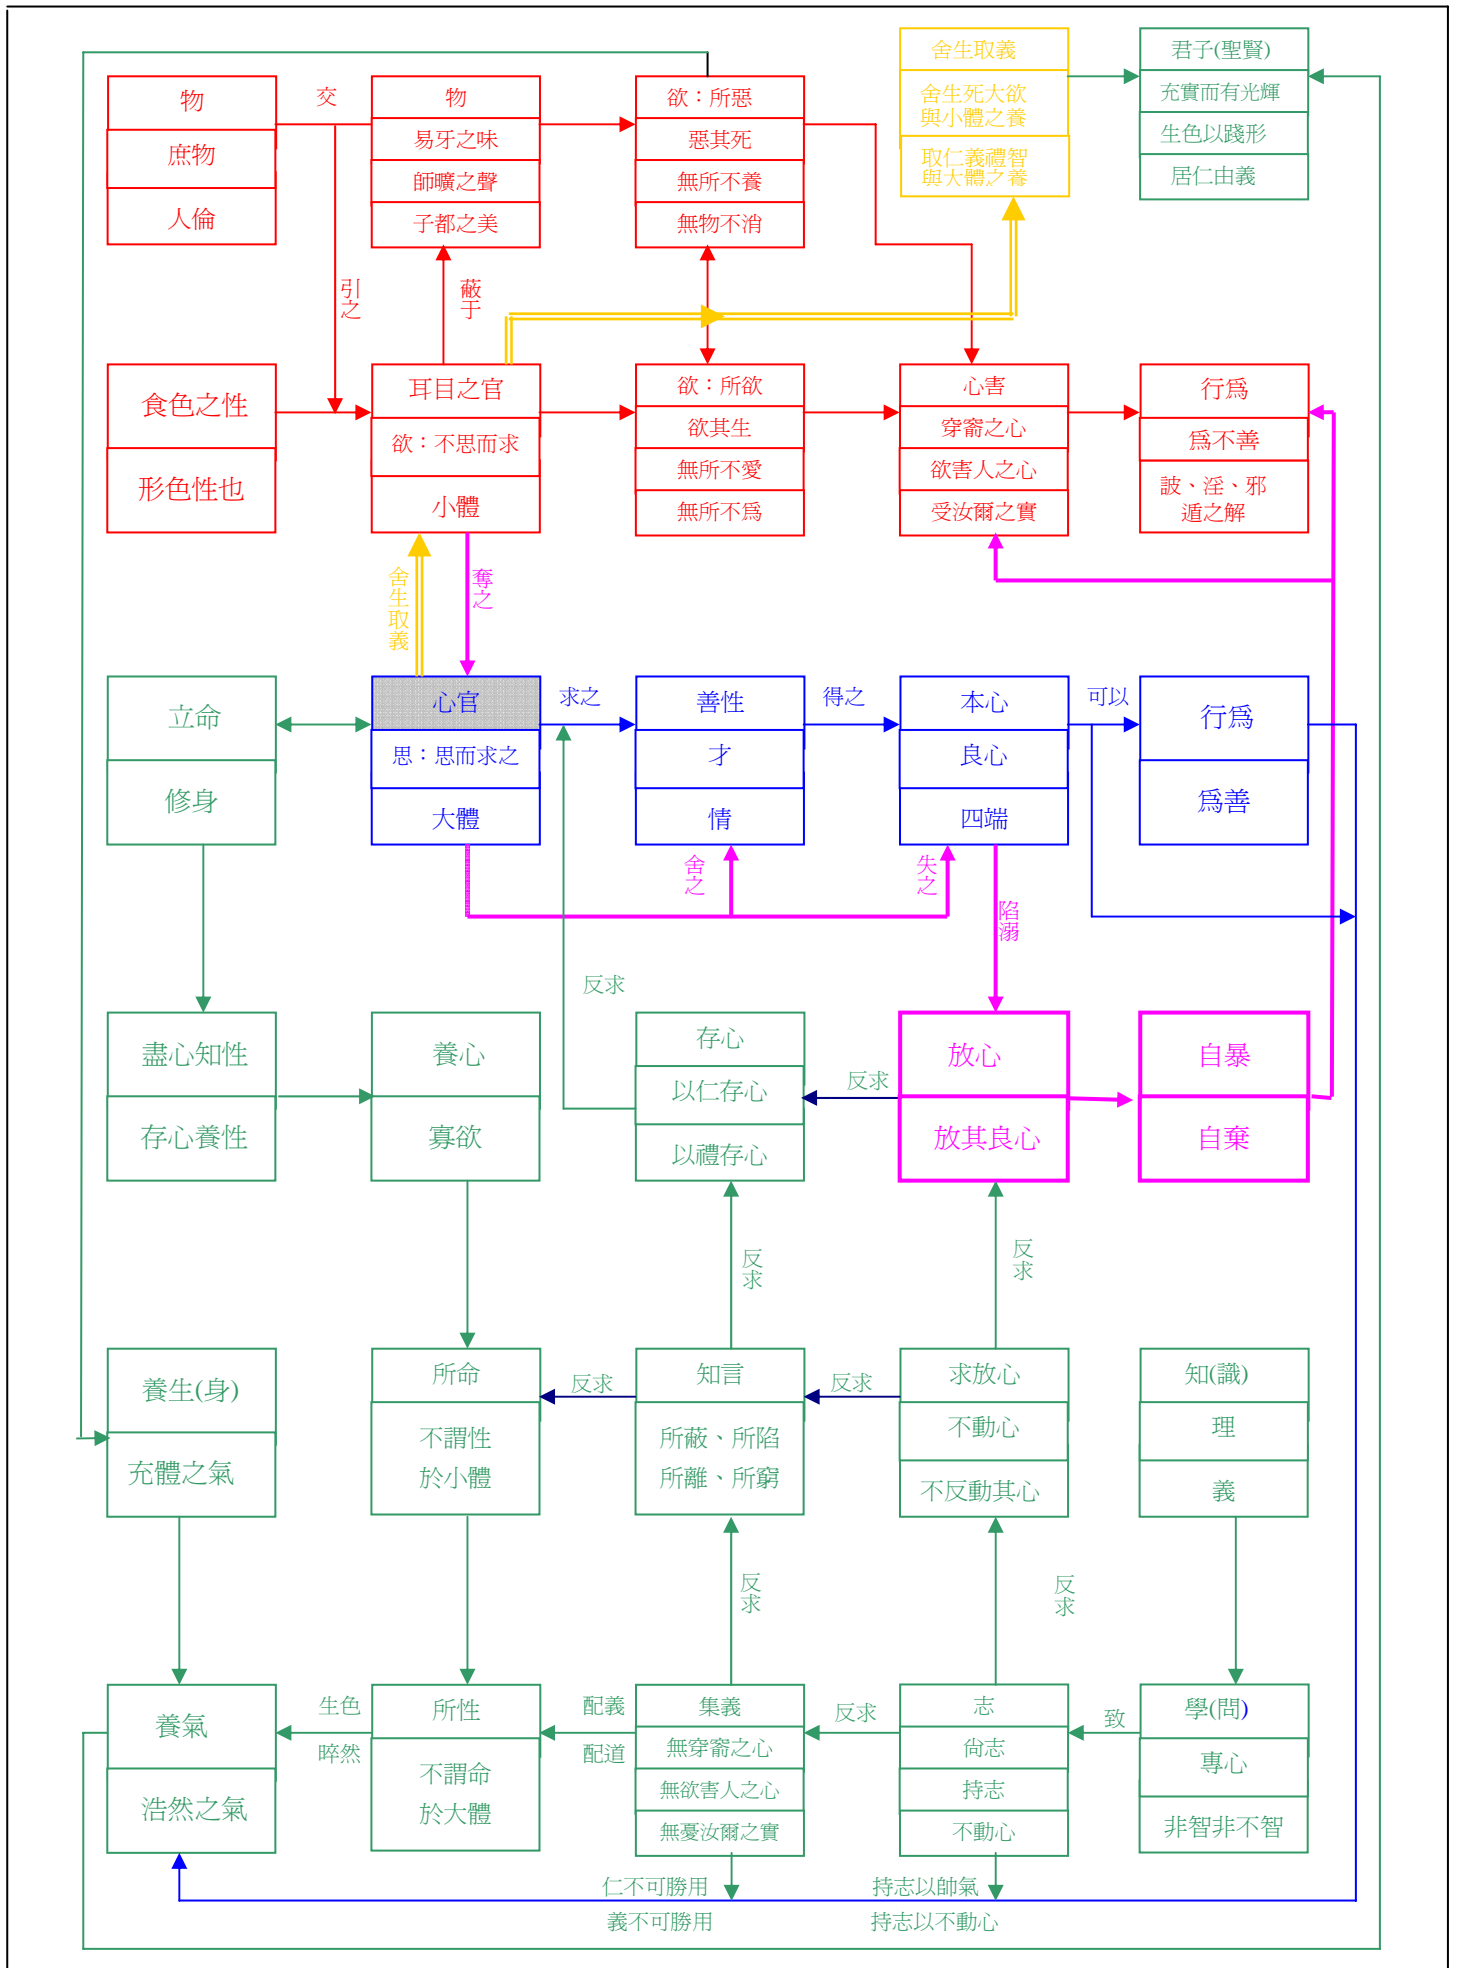 物
庶物
人倫
交
引之
物
易牙之味
師曠之聲
子都之美
蔽于
欲：所惡
惡其死
無所不養
無物不消
舍生取義
舍生死大欲
與小體之養
取仁義禮智
與大體之養
君子(聖賢)
充實而有光輝
生色以踐形
居仁由義
食色之性
形色性也
耳目之官
欲：不思而求
小體
欲：所欲
欲其生
無所不愛
無所不爲
心害
穿窬之心
欲害人之心
受汝爾之實
行爲
爲不善
詖、淫、邪
遁之解
舍生取義
奪之
立命
修身
心官
思：思而求之
大體
求之
善性
才
情
得之
本心
良心
四端
可以
行爲
爲善
舍之
失之
陷溺
反求
盡心知性
存心養性
養心
寡欲
存心
以仁存心
以禮存心
反求
放心
放其良心
自暴
自棄
反求
反求
養生(身)
充體之氣
所命
不謂性
於小體
反求
知言
所蔽、所陷
所離、所窮
反求
求放心
不動心
不反動其心
知(識)
理
義
反求
反求
養氣
浩然之氣
生色
睟然
所性
不謂命
於大體
配義
配道
集義
無穿窬之心
無欲害人之心
無憂汝爾之實
反求
志
尙志
持志
不動心
致
學(問)
專心
非智非不智
仁不可勝用
義不可勝用
持志以帥氣
持志以不動心